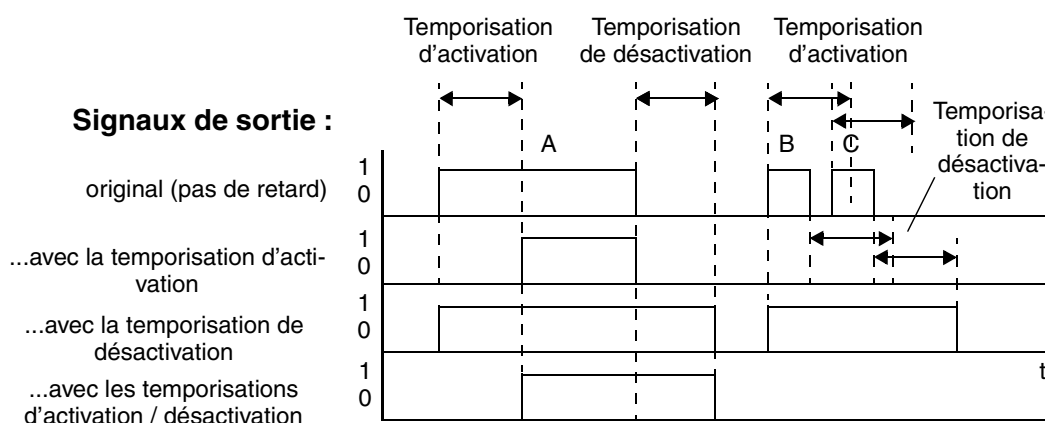 Temporisation
d’activation
Temporisation
de désactivation
Temporisation
d’activation
Signaux de sortie :
Temporisa-
tion de
désactiva-
tion
A
B
C
original (pas de retard)
1
0
...avec la temporisation d’acti-
vation
1
0
...avec la temporisation de
désactivation
1
0
...avec les temporisations
d’activation / désactivation
1
0
t